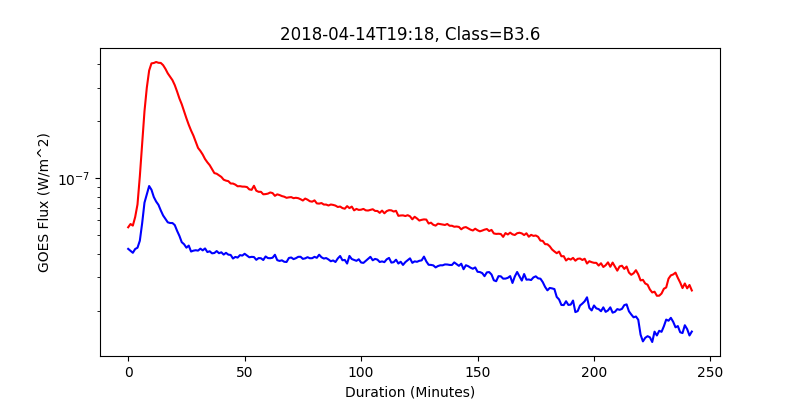 2018-04-14T19:18, Class=B3.6
GOES Flux (W/m^2)
10⁻⁷
0 50 100 150 200 250
Duration (Minutes)